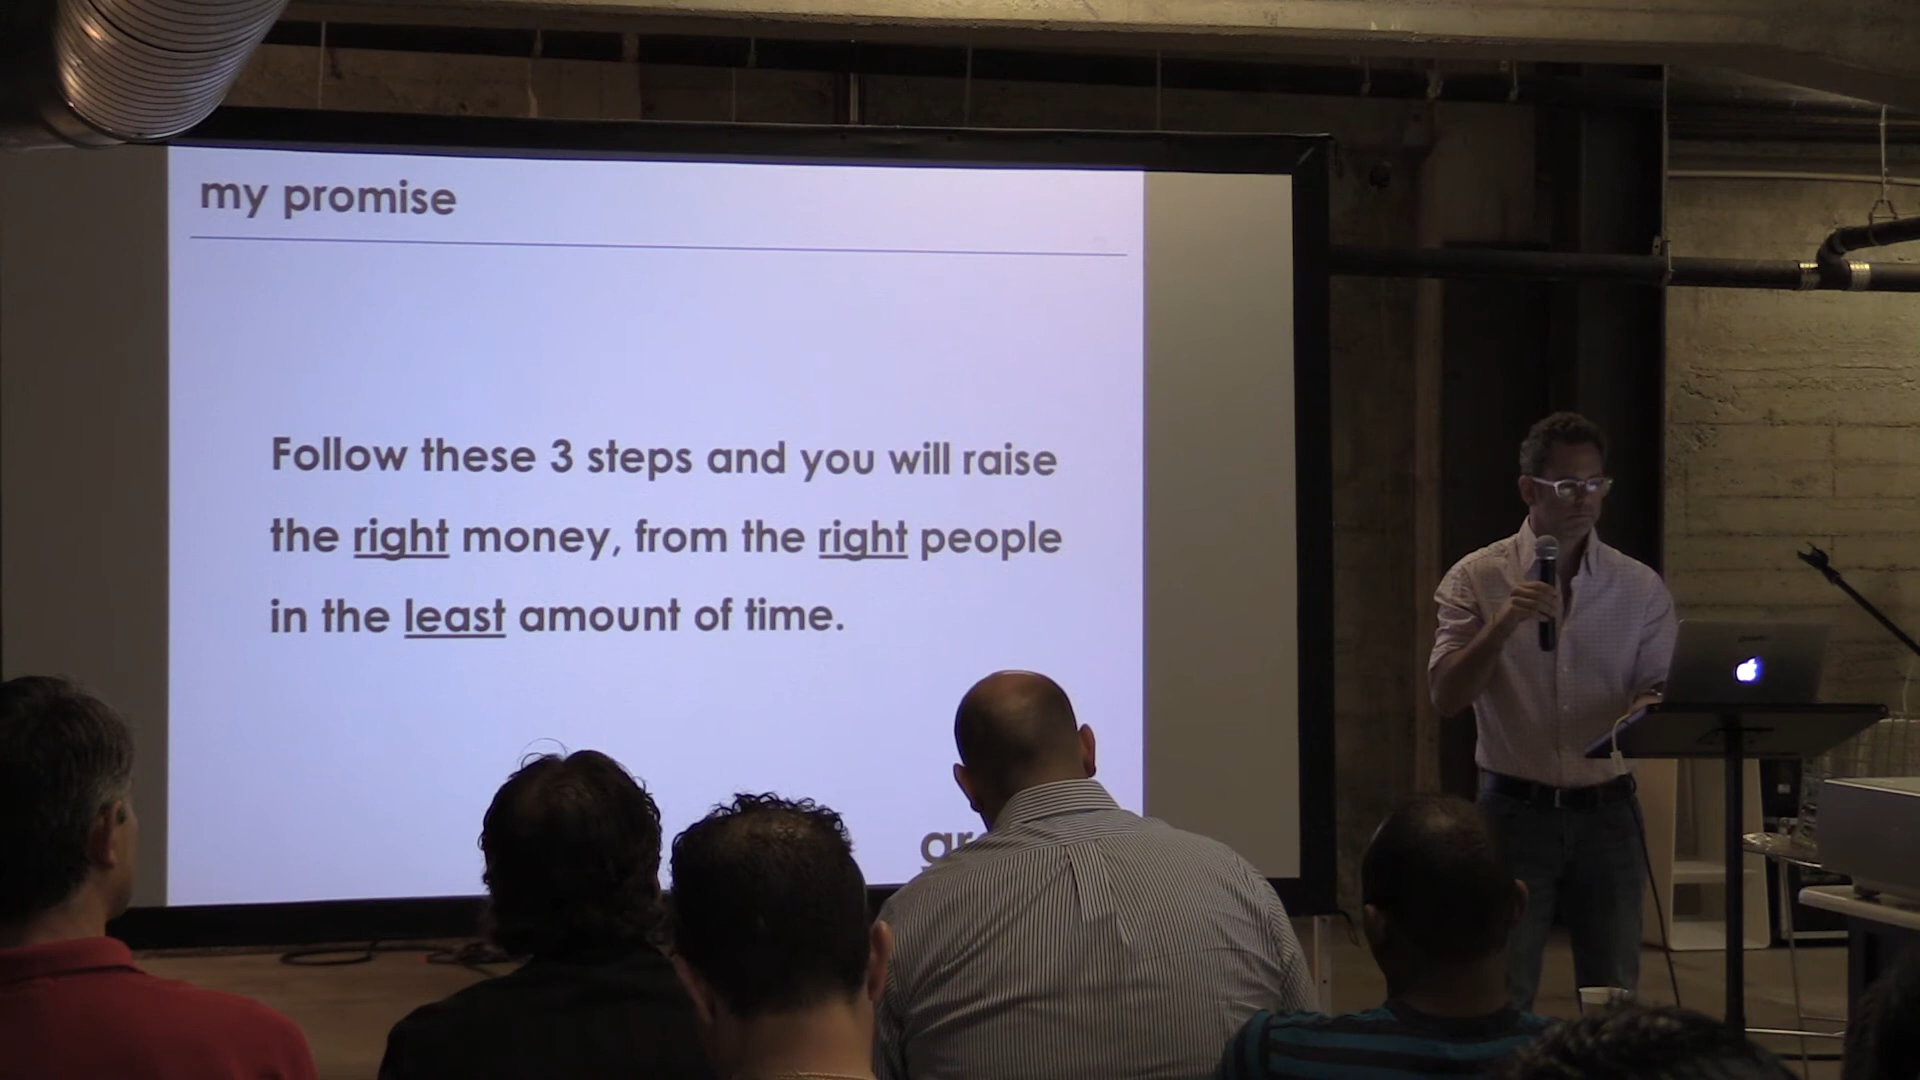 my promise
Follow these 3 steps and you will raise
the right money, from the right people
in the least amount of time.